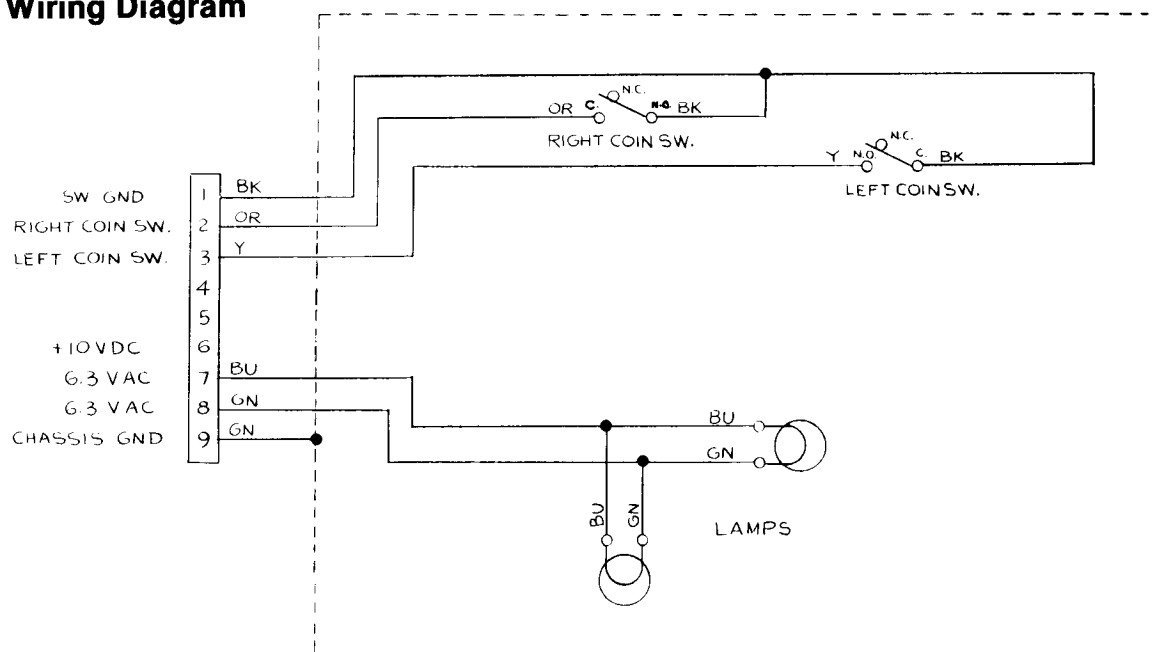 Wiring Diagram
OR C. N.C. N.O. BK
RIGHT COIN SW.
Y N.O. N.C. C. BK
LEFT COIN SW.
SW GND 1 BK
RIGHT COIN SW. 2 OR
LEFT COIN SW. 3 Y
4
5
+10VDC 6
6.3 VAC 7 BU
6.3 VAC 8 GN
CHASSIS GND 9 GN
BU
GN
BU GN
LAMPS